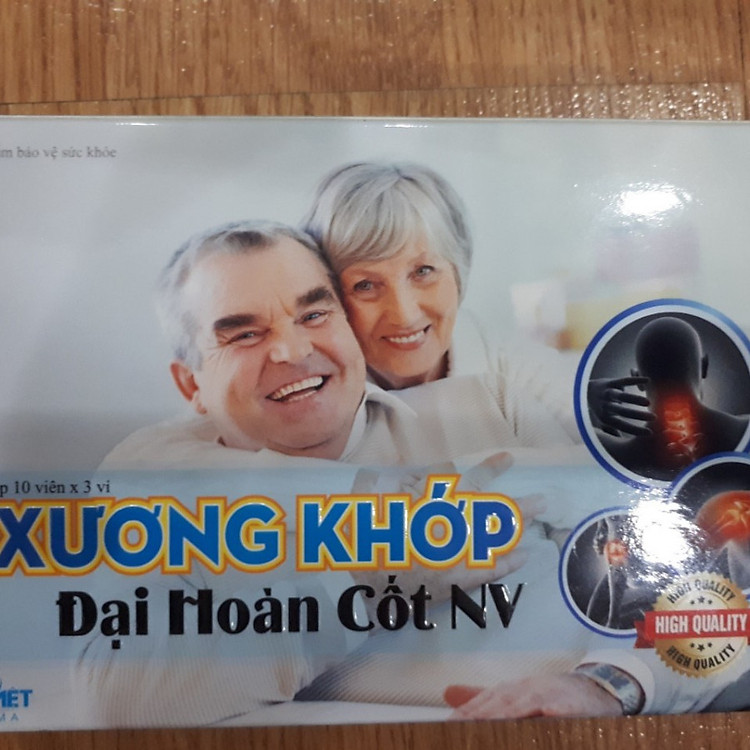 bảo vệ sức khỏe
10 viên x 3 vỉ
XƯƠNG KHỚP
Đại Hoàn Cốt NV
HIGH QUALITY
HIGH QUALITY
HIGH QUALITY